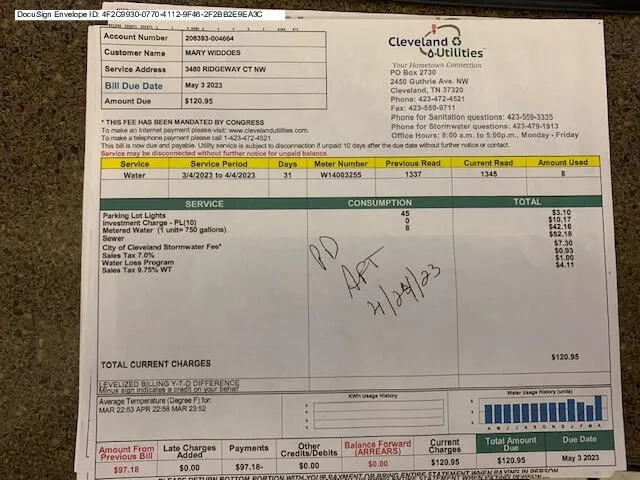 DocuSign Envelope ID: 4F2C9930-0770-4112-9F46-2F2BB2E9EA3C
Account Number 206393-004664
Customer Name MARY WIDDOES
Service Address 3480 RIDGEWAY CT NW
Bill Due Date May 3 2023
Amount Due $120.95
Cleveland Utilities
Your Hometown Connection
PO Box 2730
2450 Guthrie Ave. NW
Cleveland, TN 37320
Phone: 423-472-4521
Fax: 423-559-9711
Phone for Sanitation questions: 423-559-3335
Phone for Stormwater questions: 423-479-1913
Office Hours: 8:00 a.m. to 5:00p.m.. Monday - Friday
* THIS FEE HAS BEEN MANDATED BY CONGRESS
To make an Internet payment please visit: www.clevelandutilities.com.
To make a telephone payment call 1-423-472-4521.
This bill is now due and payable. Utility service is subject to disconnection if unpaid 10 days after the due date without further notice or contact.
Service may be disconnected without further notice for unpaid balance.
Service Service Period Days Meter Number Previous Read Current Read Amount Used
Water 3/4/2023 to 4/4/2023 31 W14003255 1337 1345 8
SERVICE CONSUMPTION TOTAL
Parking Lot Lights 45 $3.10
Investment Charge - PL(10) 0 $10.17
Metered Water (1 unit= 750 gallons) 8 $42.16
Sewer $52.18
City of Cleveland Stormwater Fee* $7.30
Sales Tax 7.0% $0.93
Water Loss Program $1.00
Sales Tax 9.75% WT $4.11
PD
APT
4/24/23
TOTAL CURRENT CHARGES $120.95
LEVELIZED BILLING Y-T-D DIFFERENCE
Minus sign indicates a credit on your behalf
Average Temperature (Degree F) for:
MAR 22:53 APR 22:58 MAR 23:52
KWH Usage History
Water Usage History (units)
A M J J A S O N D J F M A
Amount From Previous Bill Late Charges Added Payments Other Credits/Debits Balance Forward (ARREARS) Current Charges Total Amount Due Due Date
$97.18 $0.00 $97.18- $0.00 $0.00 $120.95 $120.95 May 3 2023
PLEASE RETURN BOTTOM PORTION WITH YOUR PAYMENT OR BRING ENTIRE STATEMENT WHEN PAYING IN PERSON